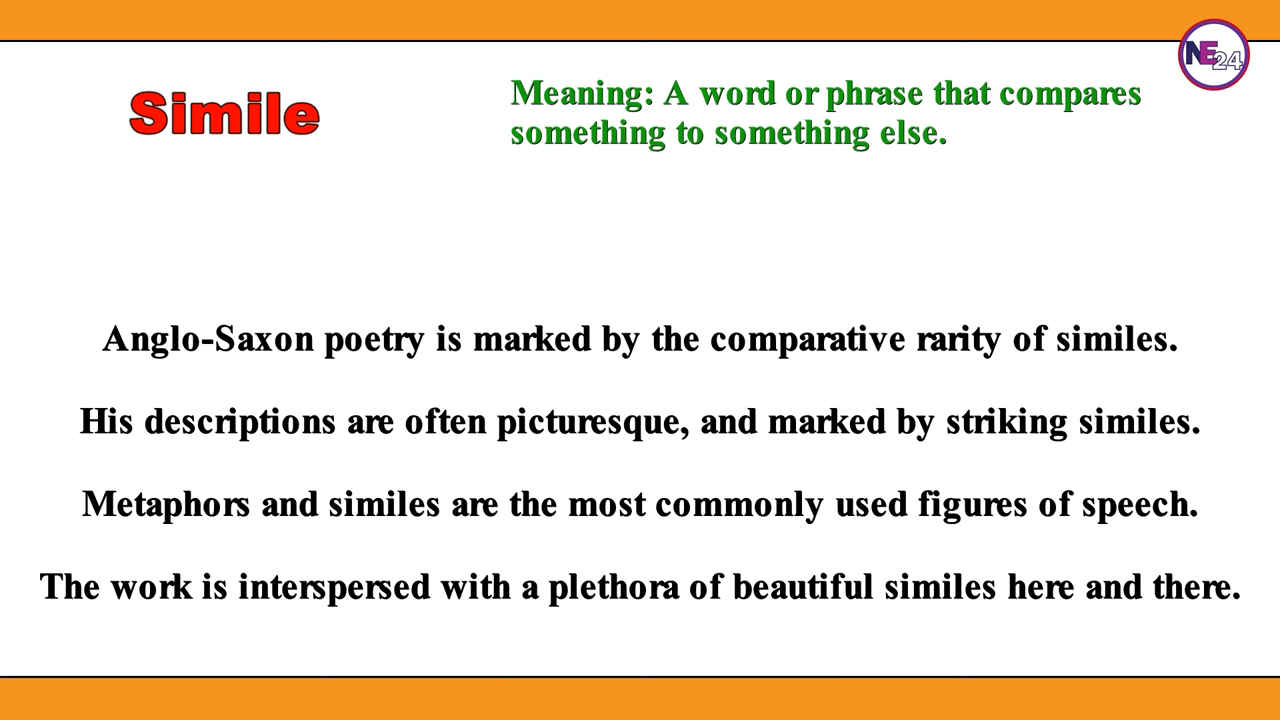 NE24
Simile
Meaning: A word or phrase that compares
something to something else.
Anglo-Saxon poetry is marked by the comparative rarity of similes.
His descriptions are often picturesque, and marked by striking similes.
Metaphors and similes are the most commonly used figures of speech.
The work is interspersed with a plethora of beautiful similes here and there.